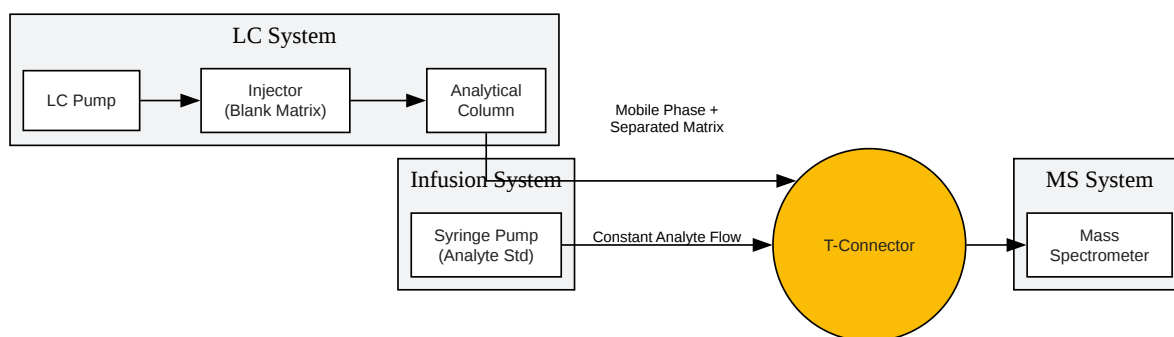 LC System
LC Pump
Injector
(Blank Matrix)
Analytical
Column
Mobile Phase +
Separated Matrix
Infusion System
Syringe Pump
(Analyte Std)
Constant Analyte Flow
T-Connector
MS System
Mass
Spectrometer